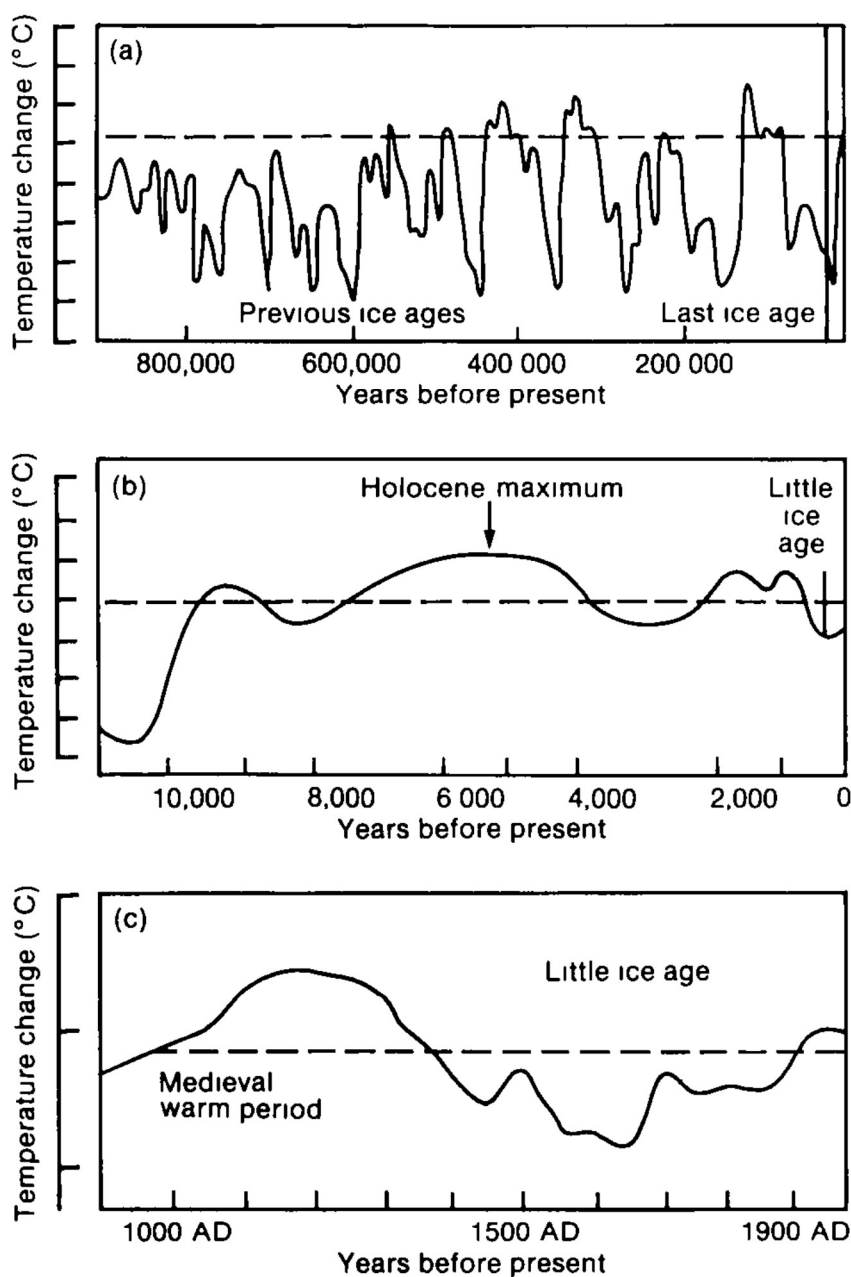 Temperature change (°C)
(a)
Previous ice ages
Last ice age
800,000 600,000 400,000 200,000
Years before present
Temperature change (°C)
(b)
Holocene maximum
Little
ice
age
10,000 8,000 6 000 4,000 2,000 0
Years before present
Temperature change (°C)
(c)
Little ice age
Medieval
warm period
1000 AD 1500 AD 1900 AD
Years before present